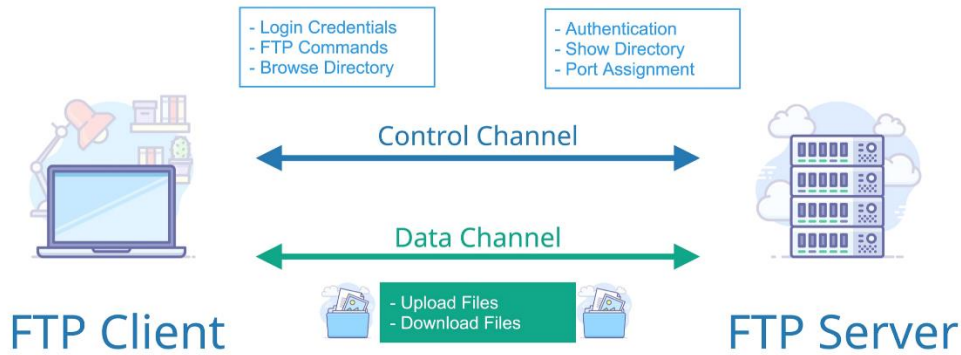 - Login Credentials
- FTP Commands
- Browse Directory
- Authentication
- Show Directory
- Port Assignment
Control Channel
Data Channel
- Upload Files
- Download Files
FTP Client
FTP Server